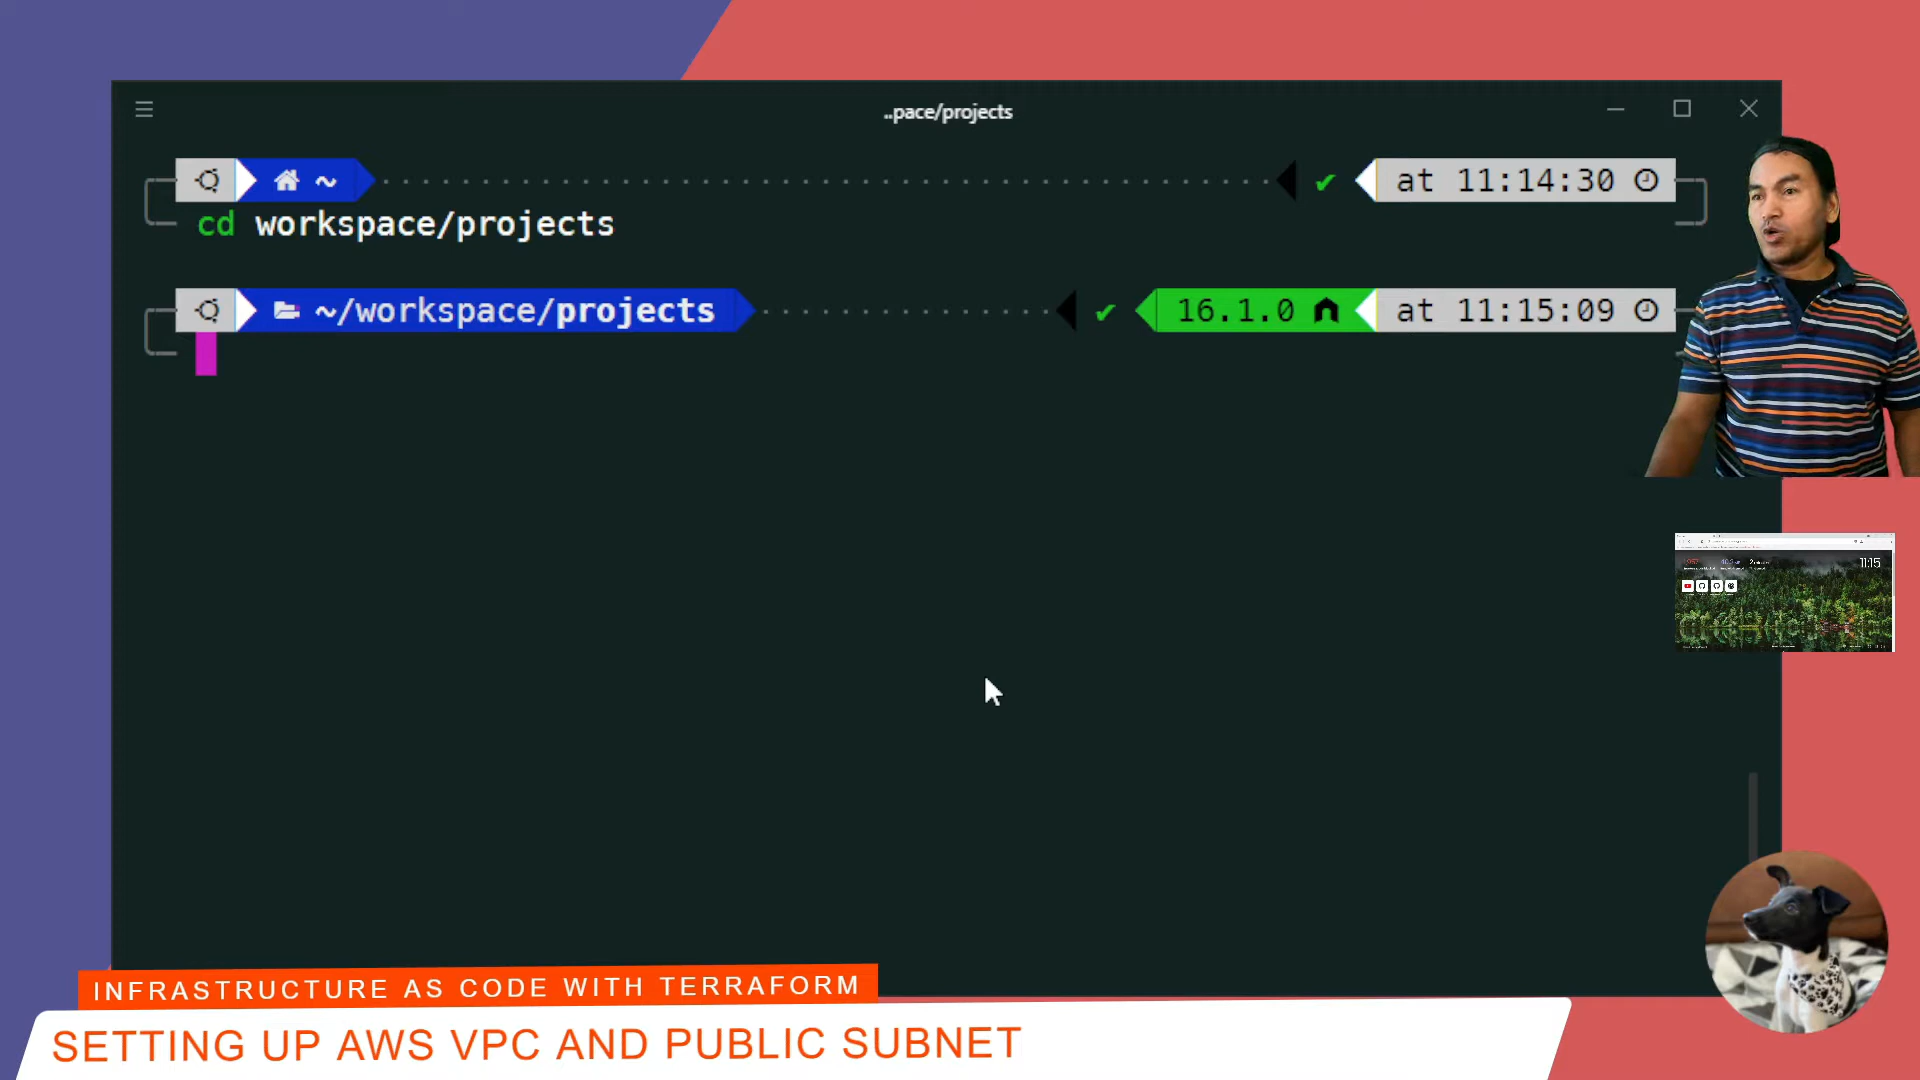 ..pace/projects
~ at 11:14:30
cd workspace/projects
~/workspace/projects 16.1.0 at 11:15:09
11:15
INFRASTRUCTURE AS CODE WITH TERRAFORM
SETTING UP AWS VPC AND PUBLIC SUBNET